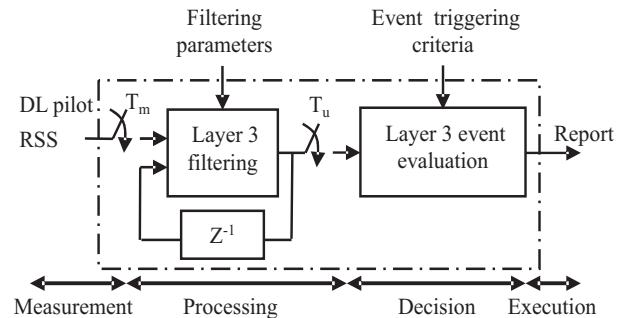 Filtering
parameters
Event triggering
criteria
DL pilot
RSS
Tm
Layer 3
filtering
Tu
Layer 3 event
evaluation
Report
Z-1
Measurement
Processing
Decision
Execution